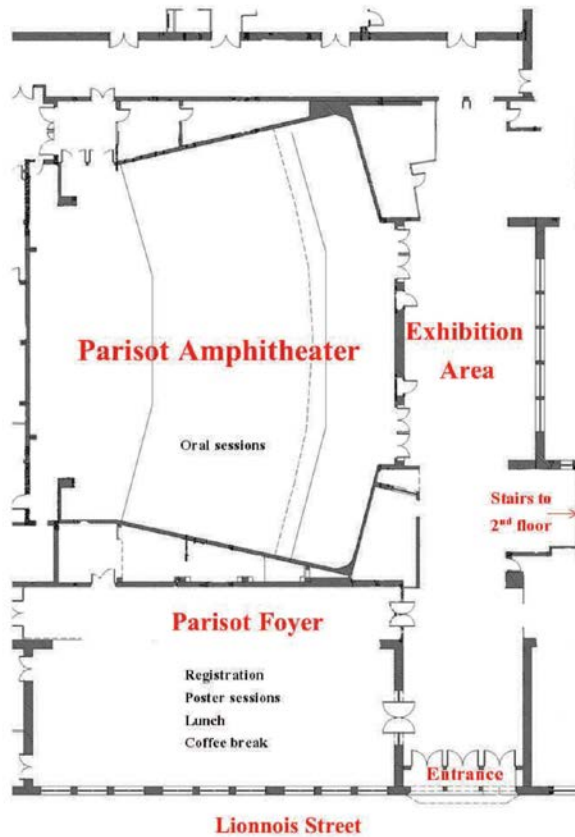 Parisot Amphitheater
Exhibition
Area
Oral sessions
Stairs to
2nd floor
Parisot Foyer
Registration
Poster sessions
Lunch
Coffee break
Entrance
Lionnois Street